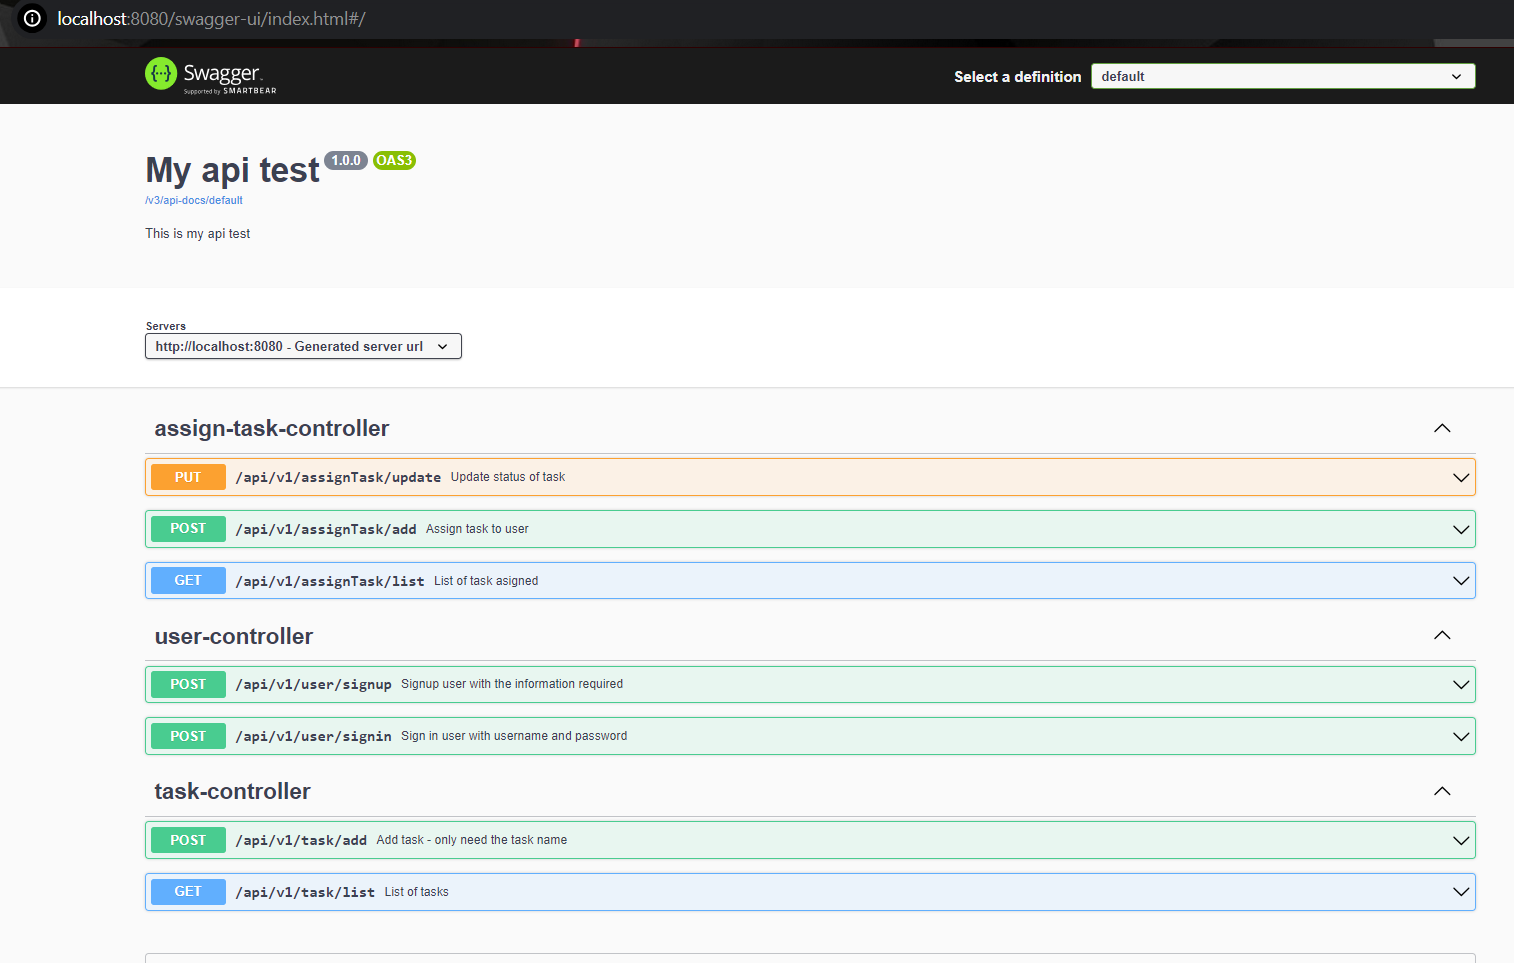 localhost:8080/swagger-ui/index.html#/
{···} Swagger.
Supported by SMARTBEAR
Select a definition
default
My api test 1.0.0 OAS3
/v3/api-docs/default
This is my api test
Servers
http://localhost:8080 - Generated server url
assign-task-controller
PUT /api/v1/assignTask/update Update status of task
POST /api/v1/assignTask/add Assign task to user
GET /api/v1/assignTask/list List of task asigned
user-controller
POST /api/v1/user/signup Signup user with the information required
POST /api/v1/user/signin Sign in user with username and password
task-controller
POST /api/v1/task/add Add task - only need the task name
GET /api/v1/task/list List of tasks